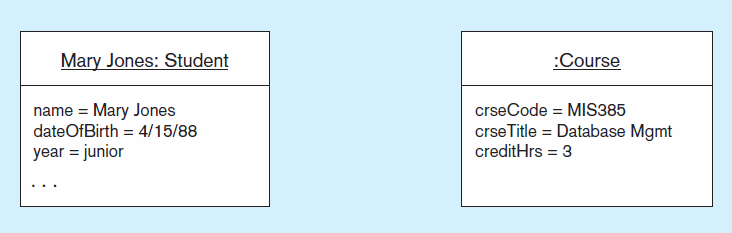 Mary Jones: Student
name = Mary Jones
dateOfBirth = 4/15/88
year = junior
. . .
:Course
crseCode = MIS385
crseTitle = Database Mgmt
creditHrs = 3